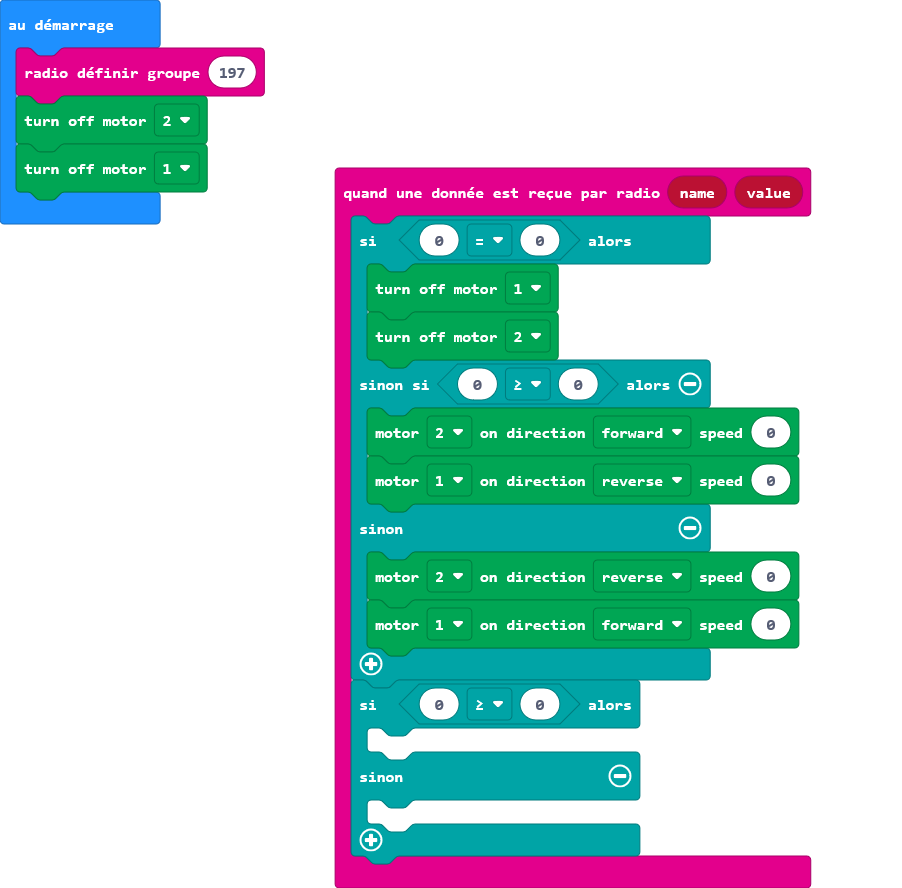 au démarrage
radio définir groupe 197
turn off motor 2
turn off motor 1
quand une donnée est reçue par radio name value
si 0 = 0 alors
turn off motor 1
turn off motor 2
sinon si 0 ≥ 0 alors
motor 2 on direction forward speed 0
motor 1 on direction reverse speed 0
sinon
motor 2 on direction reverse speed 0
motor 1 on direction forward speed 0
si 0 ≥ 0 alors
sinon